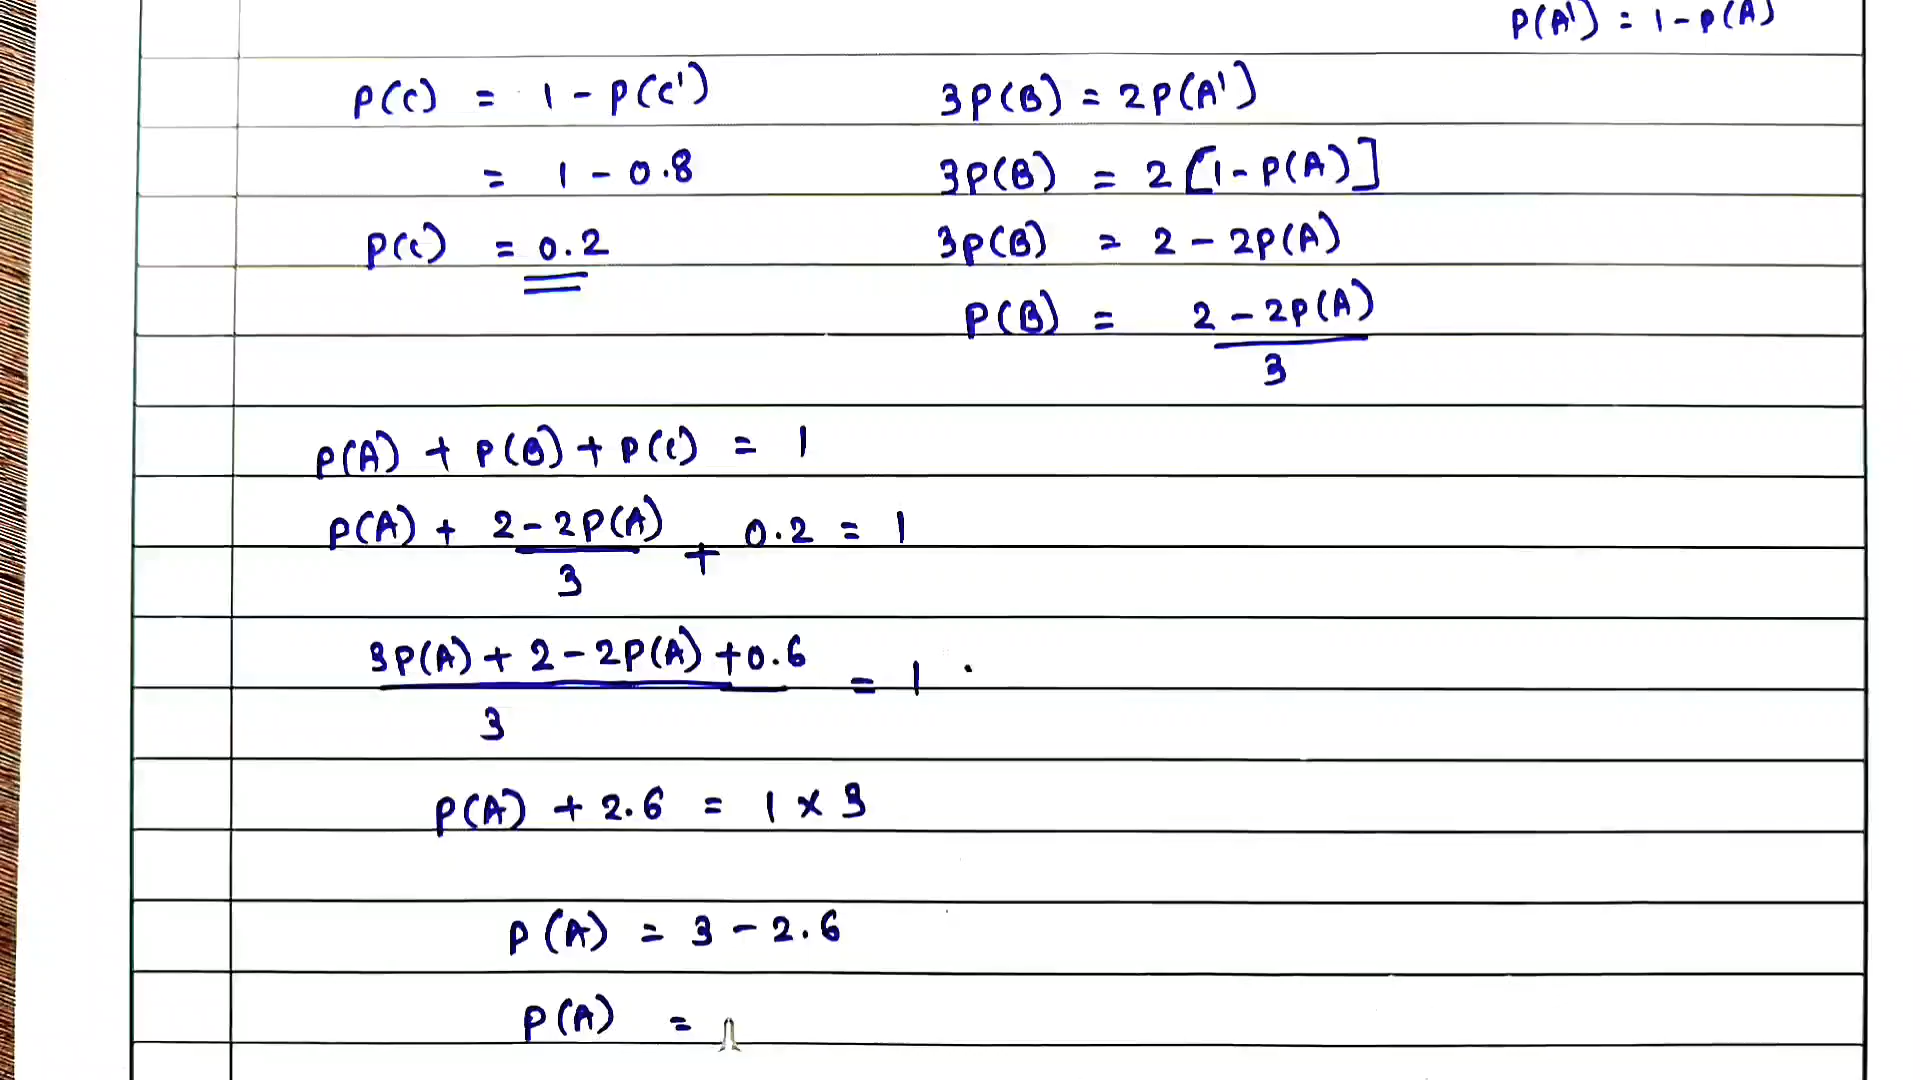 P(A') = 1 - P(A)
P(C) = 1 - P(C')
= 1 - 0.8
P(C) = 0.2
3P(B) = 2P(A')
3P(B) = 2 [1 - P(A)]
3P(B) = 2 - 2P(A)
P(B) = 2 - 2P(A)
3
P(A) + P(B) + P(C) = 1
P(A) + 2 - 2P(A) + 0.2 = 1
3
3P(A) + 2 - 2P(A) + 0.6 = 1
3
P(A) + 2.6 = 1 × 3
P(A) = 3 - 2.6
P(A) =